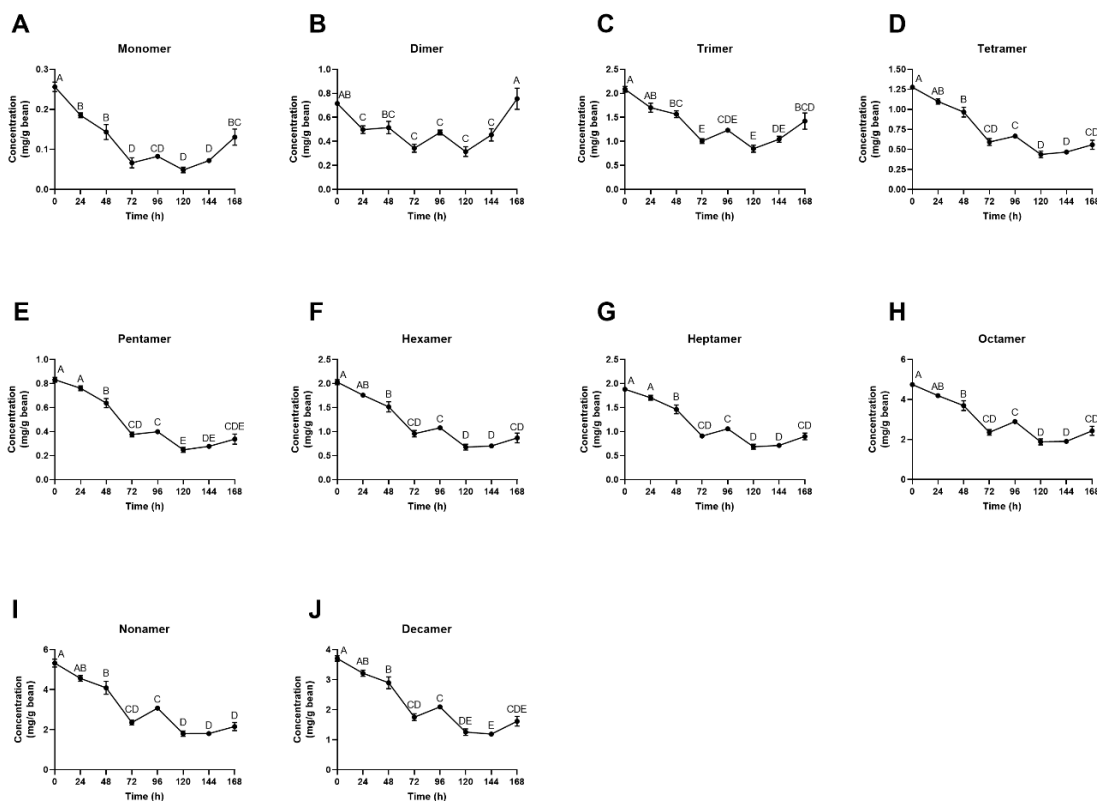 A
Monomer
Concentration
(mg/g bean)
0.3
0.2
0.1
0.0
A
B
B
D
CD
D
D
BC
0 24 48 72 96 120 144 168
Time (h)
B
Dimer
Concentration
(mg/g bean)
1.0
0.8
0.6
0.4
0.2
0.0
AB
C
BC
C
C
C
C
A
0 24 48 72 96 120 144 168
Time (h)
C
Trimer
Concentration
(mg/g bean)
2.5
2.0
1.5
1.0
0.5
0.0
A
AB
BC
E
CDE
E
DE
BCD
0 24 48 72 96 120 144 168
Time (h)
D
Tetramer
Concentration
(mg/g bean)
1.50
1.25
1.00
0.75
0.50
0.25
0.00
A
AB
B
CD
C
D
D
CD
0 24 48 72 96 120 144 168
Time (h)
E
Pentamer
Concentration
(mg/g bean)
1.0
0.8
0.6
0.4
0.2
0.0
A
A
B
CD
C
E
DE
CDE
0 24 48 72 96 120 144 168
Time (h)
F
Hexamer
Concentration
(mg/g bean)
2.5
2.0
1.5
1.0
0.5
0.0
A
AB
B
CD
C
D
D
CD
0 24 48 72 96 120 144 168
Time (h)
G
Heptamer
Concentration
(mg/g bean)
2.5
2.0
1.5
1.0
0.5
0.0
A
A
B
CD
C
D
D
CD
0 24 48 72 96 120 144 168
Time (h)
H
Octamer
Concentration
(mg/g bean)
6
4
2
0
A
AB
B
CD
C
D
D
CD
0 24 48 72 96 120 144 168
Time (h)
I
Nonamer
Concentration
(mg/g bean)
6
4
2
0
A
AB
B
CD
C
D
D
D
0 24 48 72 96 120 144 168
Time (h)
J
Decamer
Concentration
(mg/g bean)
4
3
2
1
0
A
AB
B
CD
C
DE
E
CDE
0 24 48 72 96 120 144 168
Time (h)